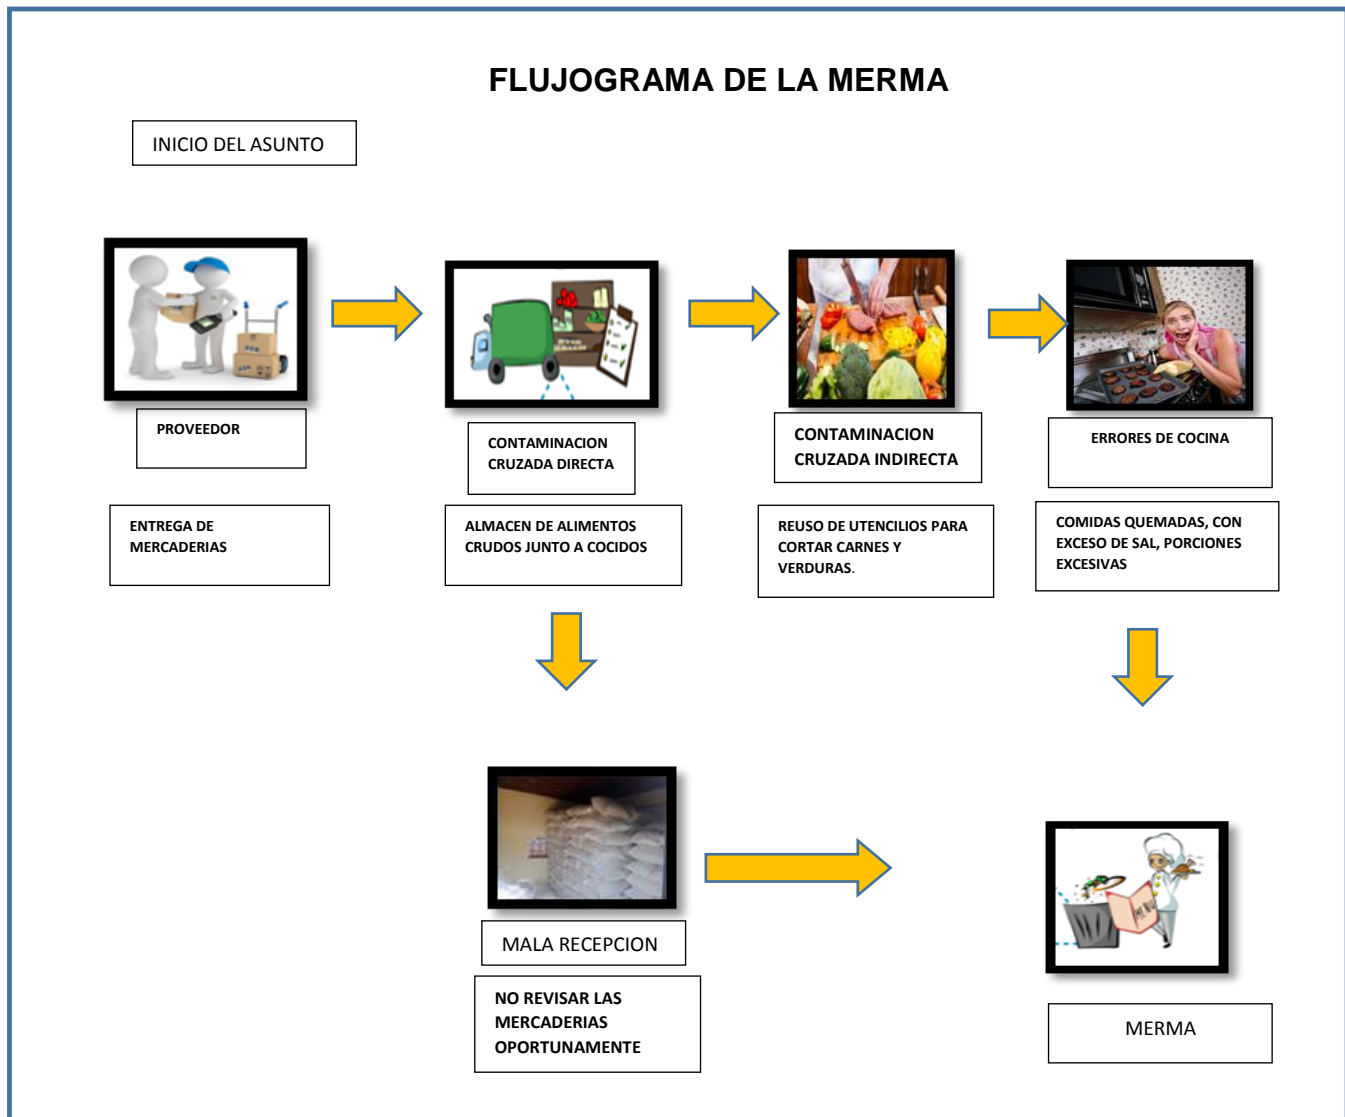 FLUJOGRAMA DE LA MERMA
INICIO DEL ASUNTO
PROVEEDOR
ENTREGA DE
MERCADERIAS
CONTAMINACION
CRUZADA DIRECTA
ALMACEN DE ALIMENTOS
CRUDOS JUNTO A COCIDOS
CONTAMINACION
CRUZADA INDIRECTA
REUSO DE UTENCILIOS PARA
CORTAR CARNES Y
VERDURAS.
ERRORES DE COCINA
COMIDAS QUEMADAS, CON
EXCESO DE SAL, PORCIONES
EXCESIVAS
MALA RECEPCION
NO REVISAR LAS
MERCADERIAS
OPORTUNAMENTE
MENU
MERMA